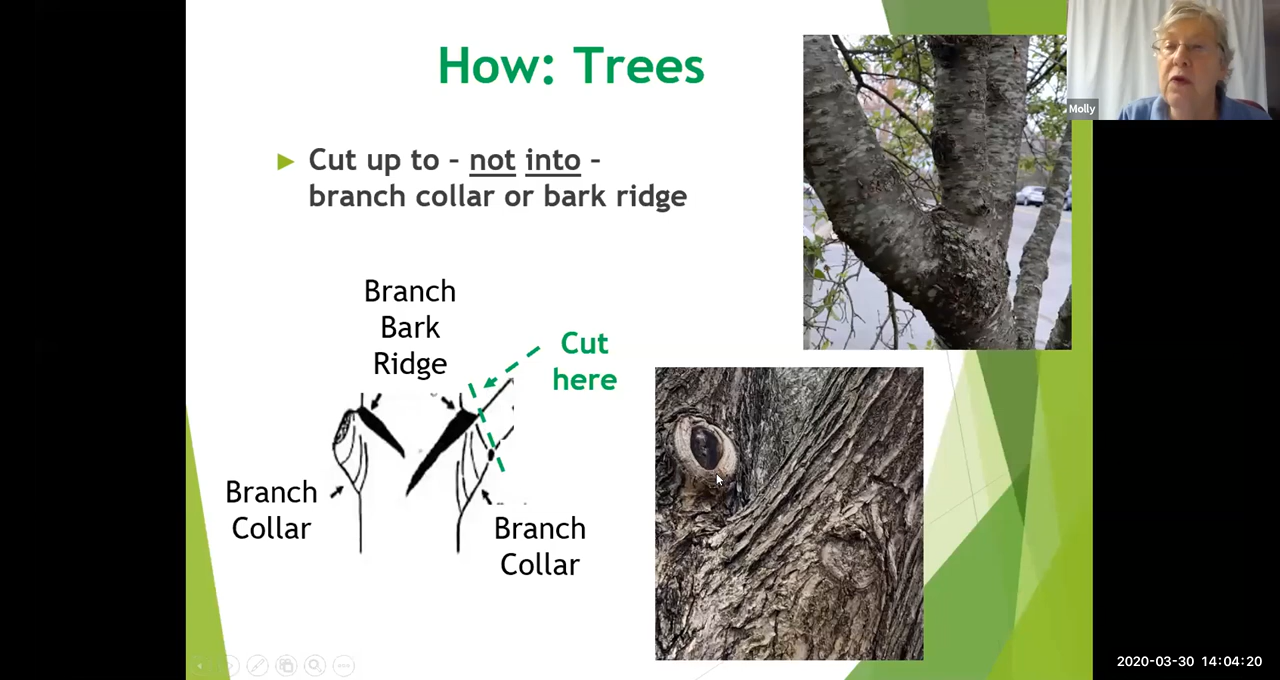 How: Trees
Molly
Cut up to - not into -
branch collar or bark ridge
Branch
Bark
Ridge
Cut
here
Branch
Collar
Branch
Collar
2020-03-30 14:04:20